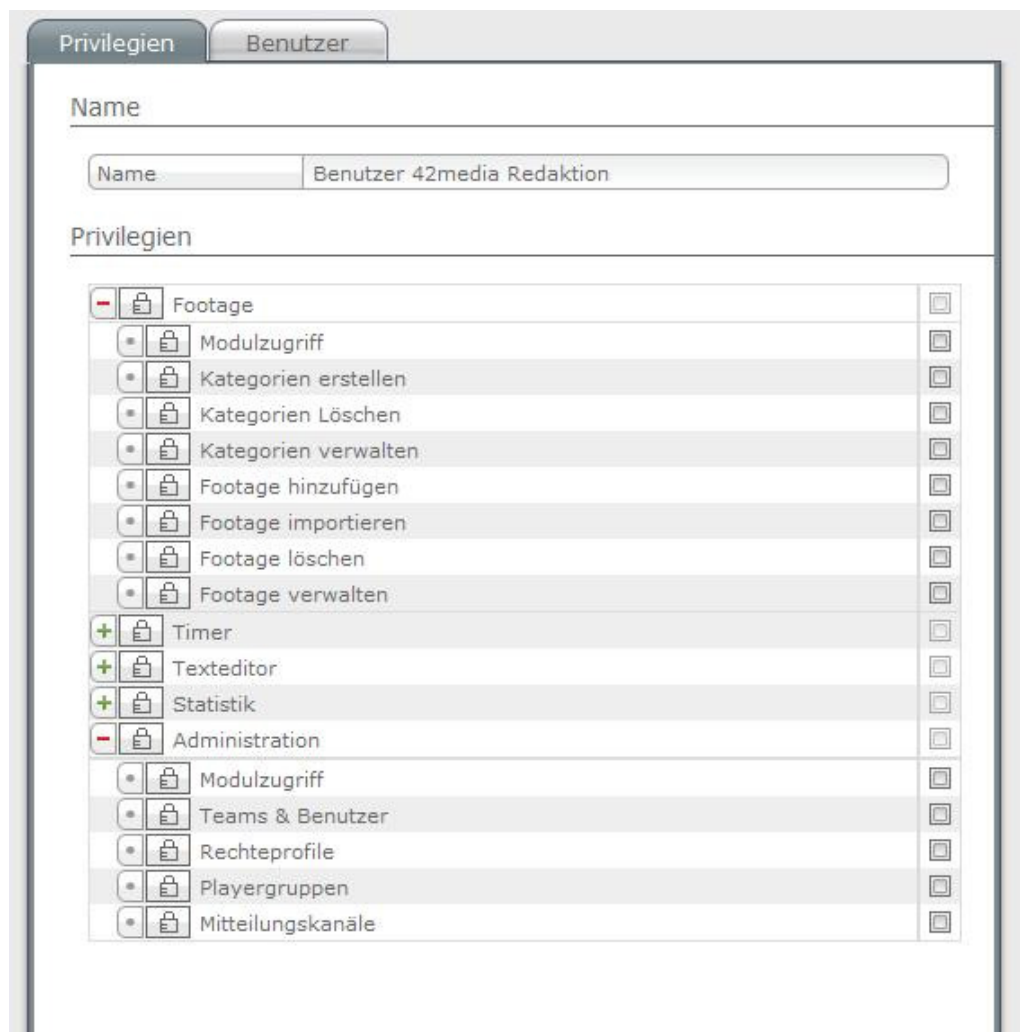 Privilegien Benutzer
Name
Name Benutzer 42media Redaktion
Privilegien
Footage
Modulzugriff
Kategorien erstellen
Kategorien Löschen
Kategorien verwalten
Footage hinzufügen
Footage importieren
Footage löschen
Footage verwalten
Timer
Texteditor
Statistik
Administration
Modulzugriff
Teams & Benutzer
Rechteprofile
Playergruppen
Mitteilungskanäle